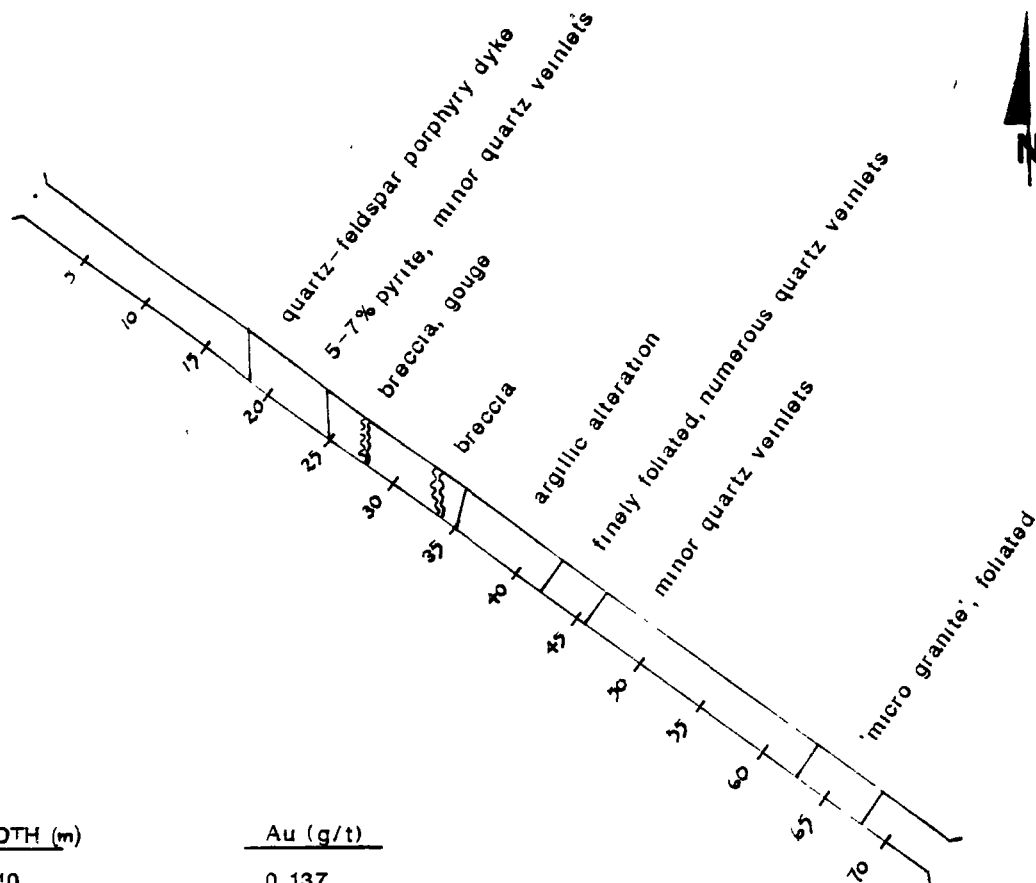 quartz-feldspar porphyry dyke
5-7% pyrite, minor quartz veinlets
breccia, gouge
breccia
argillic alteration
finely foliated, numerous quartz veinlets
minor quartz veinlets
'micro granite', foliated
N
5
10
15
20
25
30
35
40
45
50
55
60
65
70
(m)
Au (g/t)
0.137